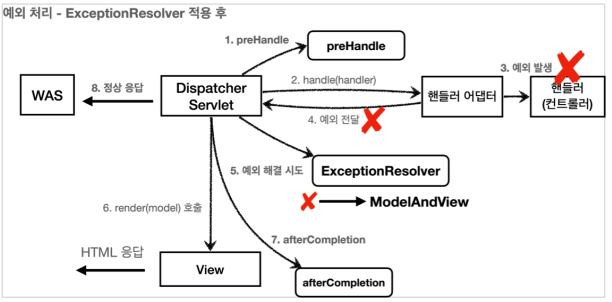 예외 처리 - ExceptionResolver 적용 후
1. preHandle
preHandle
3. 예외 발생
WAS
8. 정상 응답
Dispatcher
Servlet
2. handle(handler)
4. 예외 전달
핸들러 어댑터
핸들러
(컨트롤러)
5. 예외 해결 시도
ExceptionResolver
ModelAndView
6. render(model) 호출
7. afterCompletion
HTML 응답
View
afterCompletion